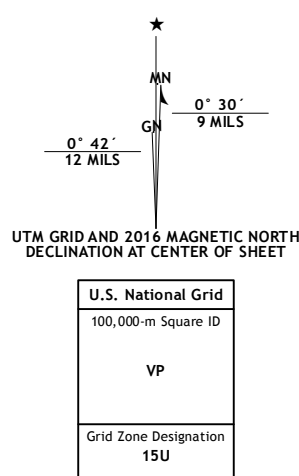 ★
MN
0° 30´
9 MILS
GN
0° 42´
12 MILS
UTM GRID AND 2016 MAGNETIC NORTH
DECLINATION AT CENTER OF SHEET
U.S. National Grid
100,000-m Square ID
VP
Grid Zone Designation
15U